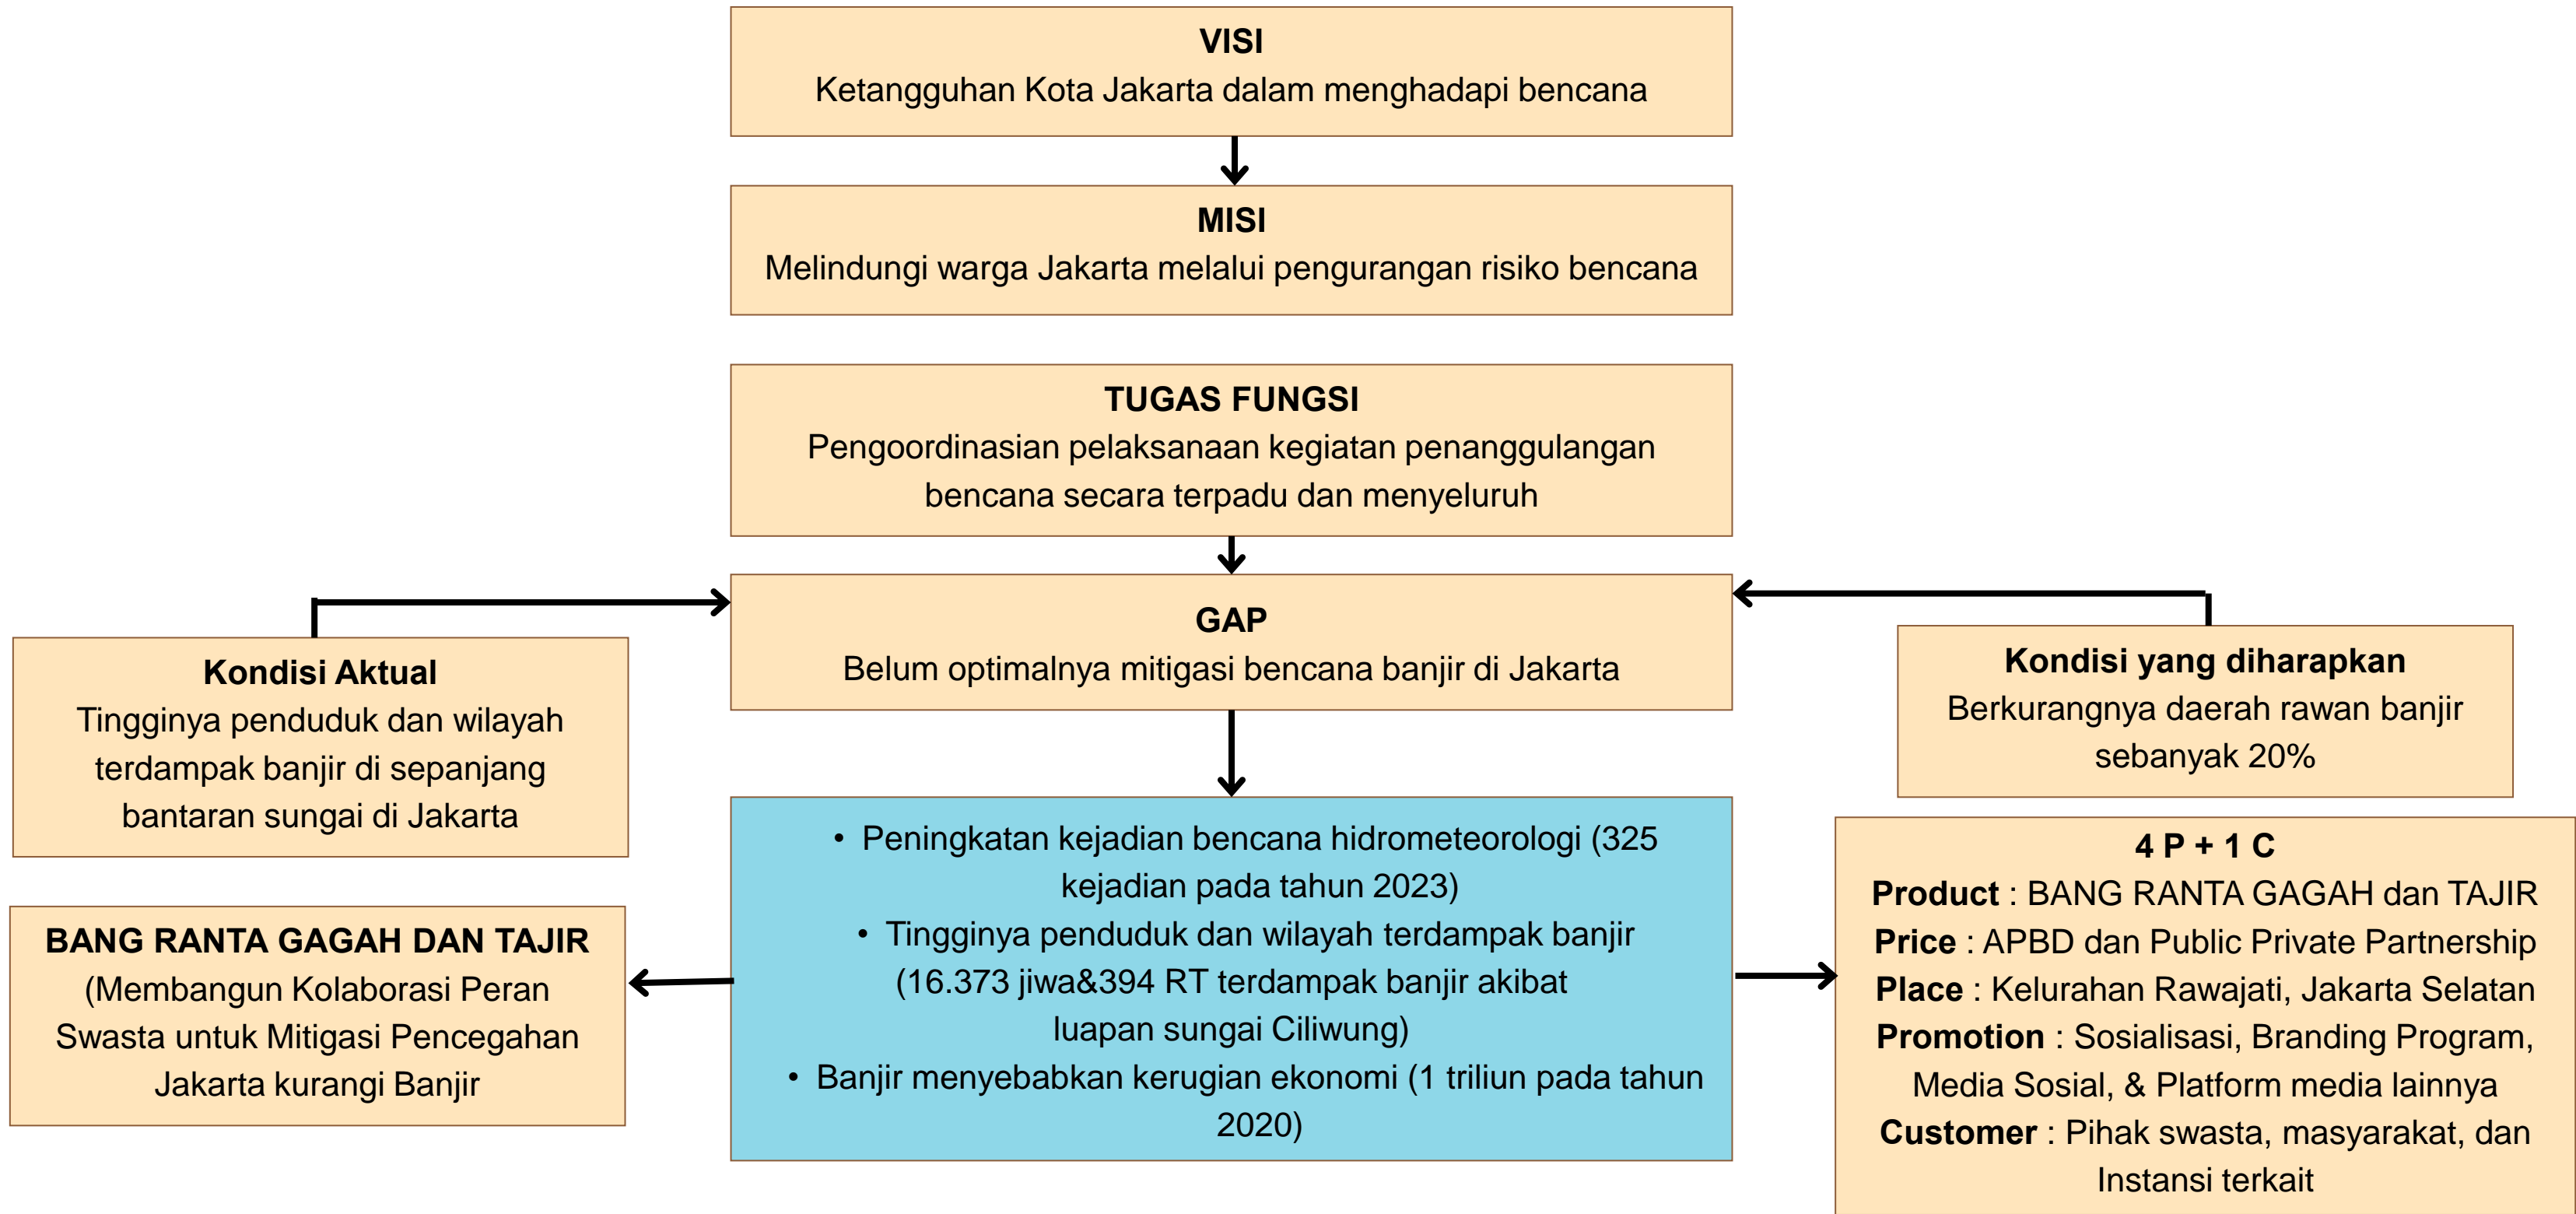 VISI
Ketangguhan Kota Jakarta dalam menghadapi bencana
MISI
Melindungi warga Jakarta melalui pengurangan risiko bencana
TUGAS FUNGSI
Pengoordinasian pelaksanaan kegiatan penanggulangan
bencana secara terpadu dan menyeluruh
GAP
Belum optimalnya mitigasi bencana banjir di Jakarta
Kondisi Aktual
Tingginya penduduk dan wilayah
terdampak banjir di sepanjang
bantaran sungai di Jakarta
Kondisi yang diharapkan
Berkurangnya daerah rawan banjir
sebanyak 20%
• Peningkatan kejadian bencana hidrometeorologi (325
kejadian pada tahun 2023)
• Tingginya penduduk dan wilayah terdampak banjir
(16.373 jiwa&394 RT terdampak banjir akibat
luapan sungai Ciliwung)
• Banjir menyebabkan kerugian ekonomi (1 triliun pada tahun
2020)
BANG RANTA GAGAH DAN TAJIR
(Membangun Kolaborasi Peran
Swasta untuk Mitigasi Pencegahan
Jakarta kurangi Banjir
4 P + 1 C
Product : BANG RANTA GAGAH dan TAJIR
Price : APBD dan Public Private Partnership
Place : Kelurahan Rawajati, Jakarta Selatan
Promotion : Sosialisasi, Branding Program,
Media Sosial, & Platform media lainnya
Customer : Pihak swasta, masyarakat, dan
Instansi terkait